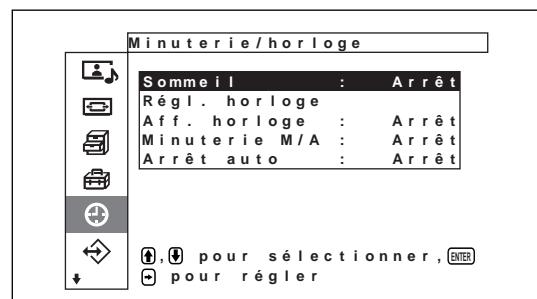 Minuterie/horloge
Sommeil : Arrêt
Régl. horloge
Aff. horloge : Arrêt
Minuterie M/A : Arrêt
Arrêt auto : Arrêt
, pour sélectionner, ENTER
pour régler